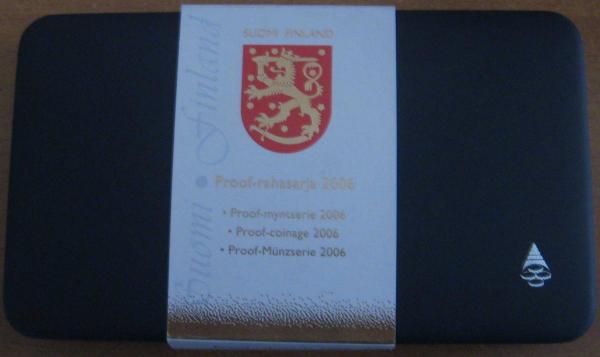 SUOMI FINLAND
Suomi • Finland
Proof-rahasarja 2006
• Proof-myntserie 2006
• Proof-coinage 2006
• Proof-Münzserie 2006